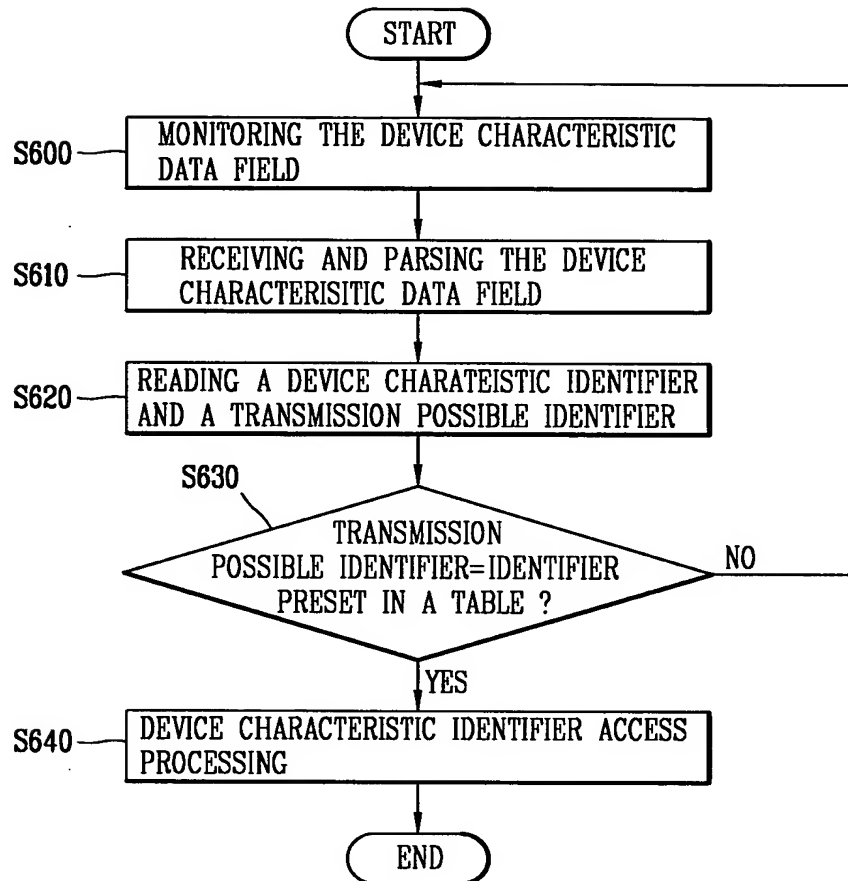 START
S600
MONITORING THE DEVICE CHARACTERISTIC
DATA FIELD
S610
RECEIVING AND PARSING THE DEVICE
CHARACTERISITIC DATA FIELD
S620
READING A DEVICE CHARATEISTIC IDENTIFIER
AND A TRANSMISSION POSSIBLE IDENTIFIER
S630
TRANSMISSION
POSSIBLE IDENTIFIER=IDENTIFIER
PRESET IN A TABLE ?
NO
YES
S640
DEVICE CHARACTERISTIC IDENTIFIER ACCESS
PROCESSING
END